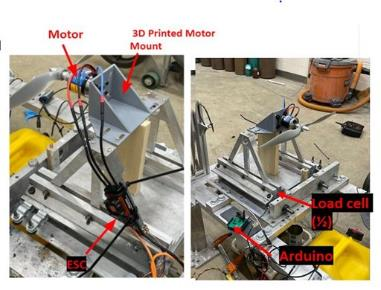 Motor
3D Printed Motor
Mount
ESC
Load cell
(½)
Arduino